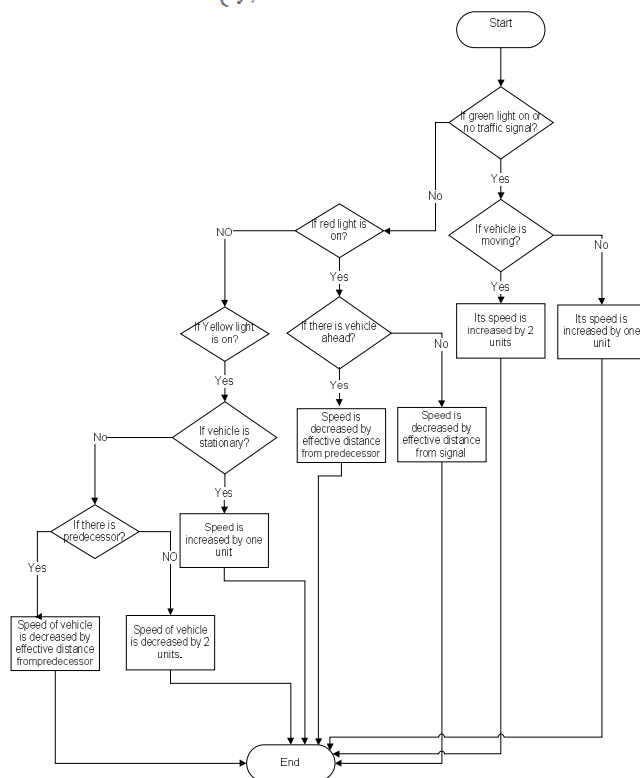 Start
If green light on or
no traffic signal?
Yes
No
If red light is
on?
If vehicle is
moving?
NO
Yes
Yes
No
If Yellow light
is on?
If there is vehicle
ahead?
Its speed is
increased by 2
units
Its speed is
increased by one
unit
No
Yes
Yes
If vehicle is
stationary?
Speed is
decreased by
effective distance
from predecessor
Speed is
decreased by
effective distance
from signal
No
Yes
If there is
predecessor?
Speed is
increased by one
unit
Yes
NO
Speed of vehicle
is decreased by
effective distance
frompredecessor
Speed of vehicle
is decreased by 2
units.
End